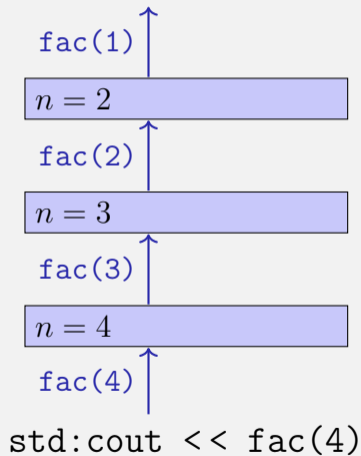 fac(1)
n = 2
fac(2)
n = 3
fac(3)
n = 4
fac(4)
std:cout << fac(4)